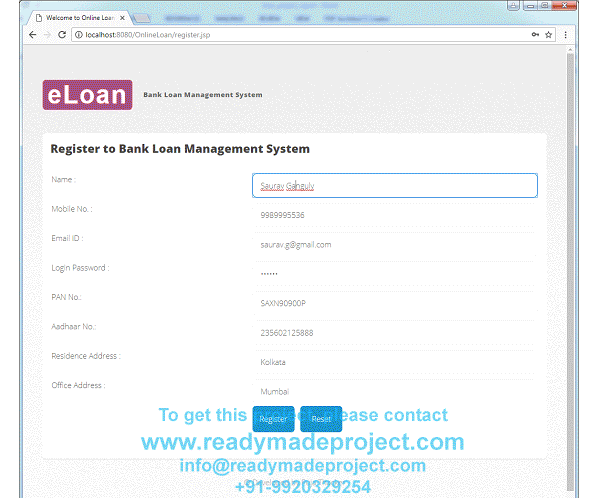 Welcome to Online Loan
localhost:8080/OnlineLoan/register.jsp
eLoan
Bank Loan Management System
Register to Bank Loan Management System
Name :
Saurav Ganguly
Mobile No. :
9989995536
Email ID :
saurav.g@gmail.com
Login Password :
••••••
PAN No.:
SAXN90900P
Aadhaar No.:
235602125888
Residence Address :
Kolkata
Office Address :
Mumbai
Register
Reset
To get this please contact
www.readymadeproject.com
info@readymadeproject.com
+91-9920329254